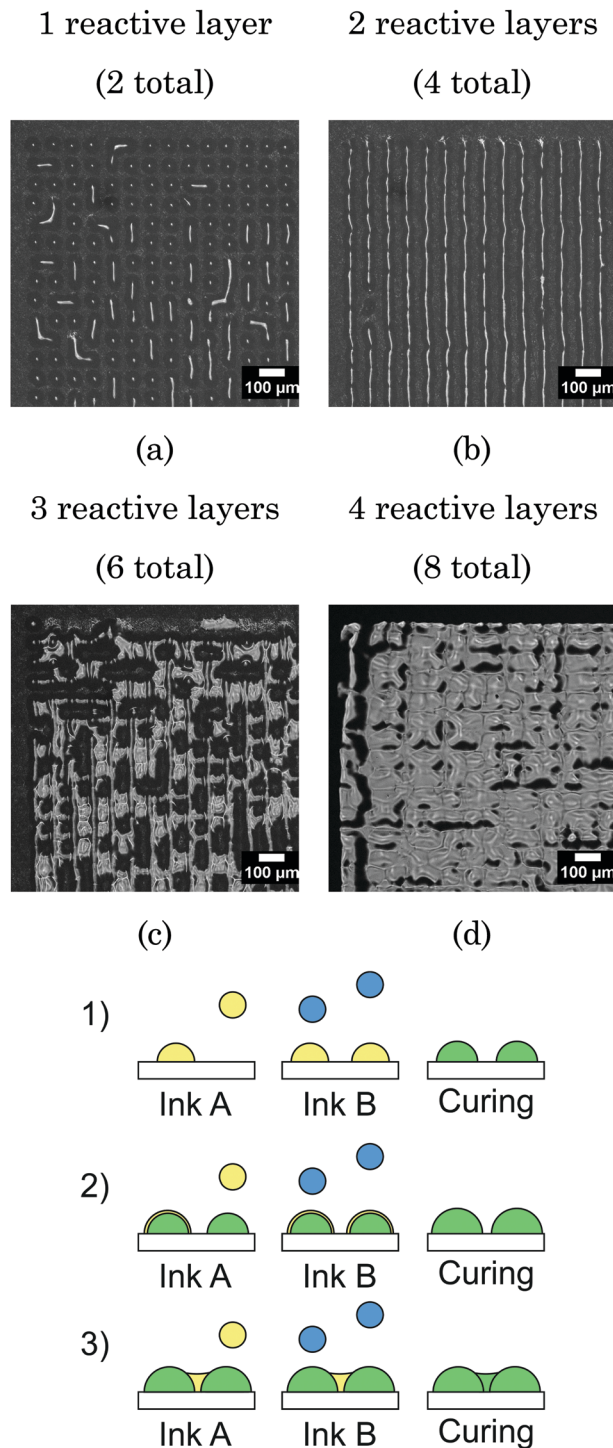 1 reactive layer 2 reactive layers
(2 total) (4 total)
100 µm 100 µm
(a) (b)
3 reactive layers 4 reactive layers
(6 total) (8 total)
100 µm 100 µm
(c) (d)
1)
Ink A Ink B Curing
2)
Ink A Ink B Curing
3)
Ink A Ink B Curing